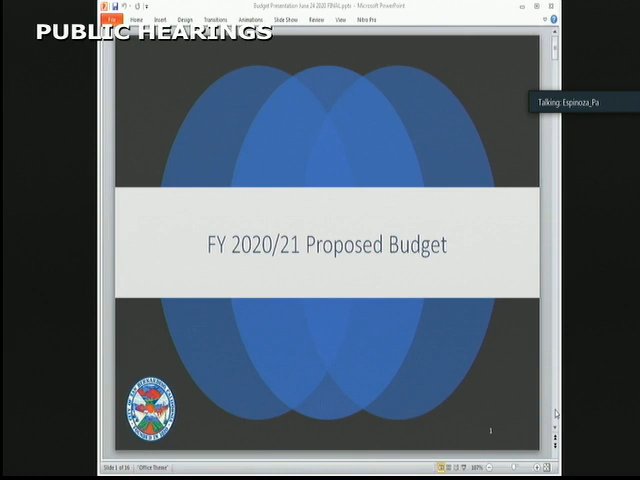 Budget Presentation June 24 2020 FINAL.pptx - Microsoft PowerPoint
File Home Insert Design Transitions Animations Slide Show Review View Nitro Pro
PUBLIC HEARINGS
Talking: Espinoza_Pa
FY 2020/21 Proposed Budget
1
Slide 1 of 16 "Office Theme"